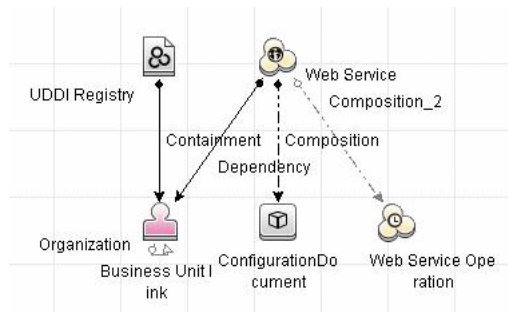 Web Service
UDDI Registry
Composition_2
Containment
Composition
Dependency
Organization
Business Unit l
ink
ConfigurationDo
cument
Web Service Ope
ration